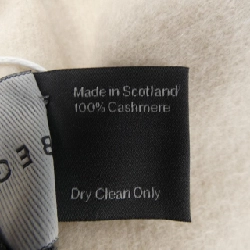 Made in Scotland
100% Cashmere
Dry Clean Only